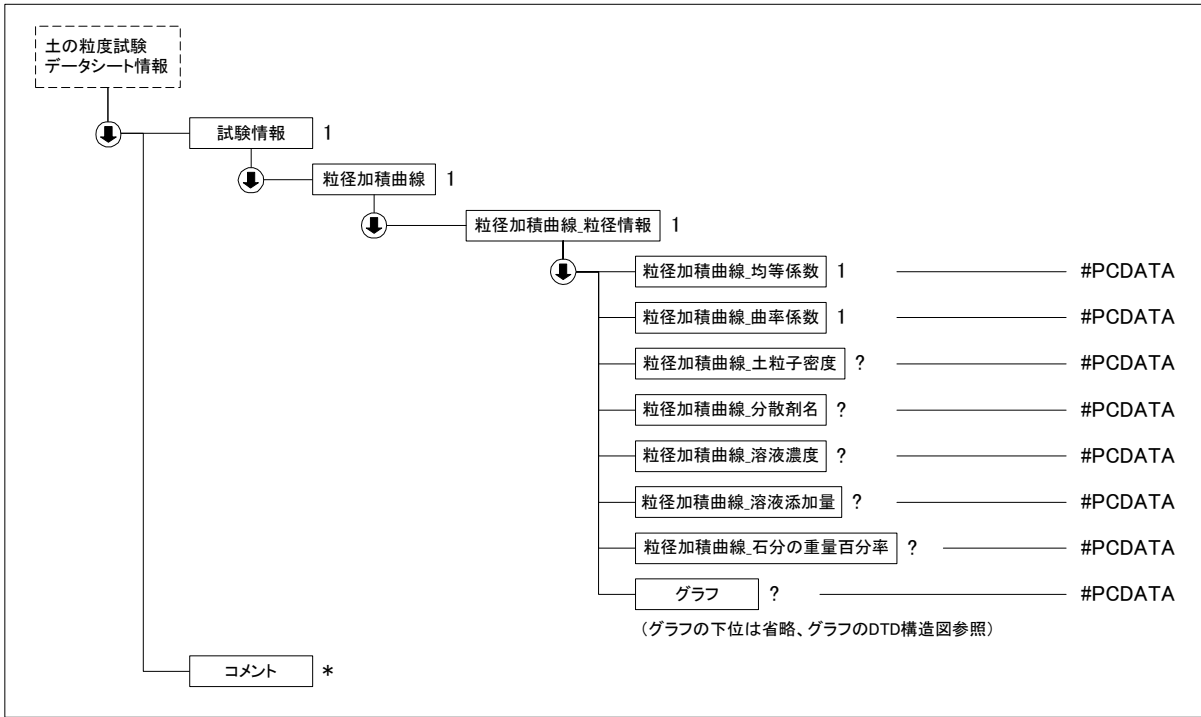 土の粒度試験
データシート情報
試験情報 1
粒径加積曲線 1
粒径加積曲線_粒径情報 1
粒径加積曲線_均等係数 1 #PCDATA
粒径加積曲線_曲率係数 1 #PCDATA
粒径加積曲線_土粒子密度 ? #PCDATA
粒径加積曲線_分散剤名 ? #PCDATA
粒径加積曲線_溶液濃度 ? #PCDATA
粒径加積曲線_溶液添加量 ? #PCDATA
粒径加積曲線_石分の重量百分率 ? #PCDATA
グラフ ? #PCDATA
（グラフの下位は省略、グラフのDTD構造図参照）
コメント *